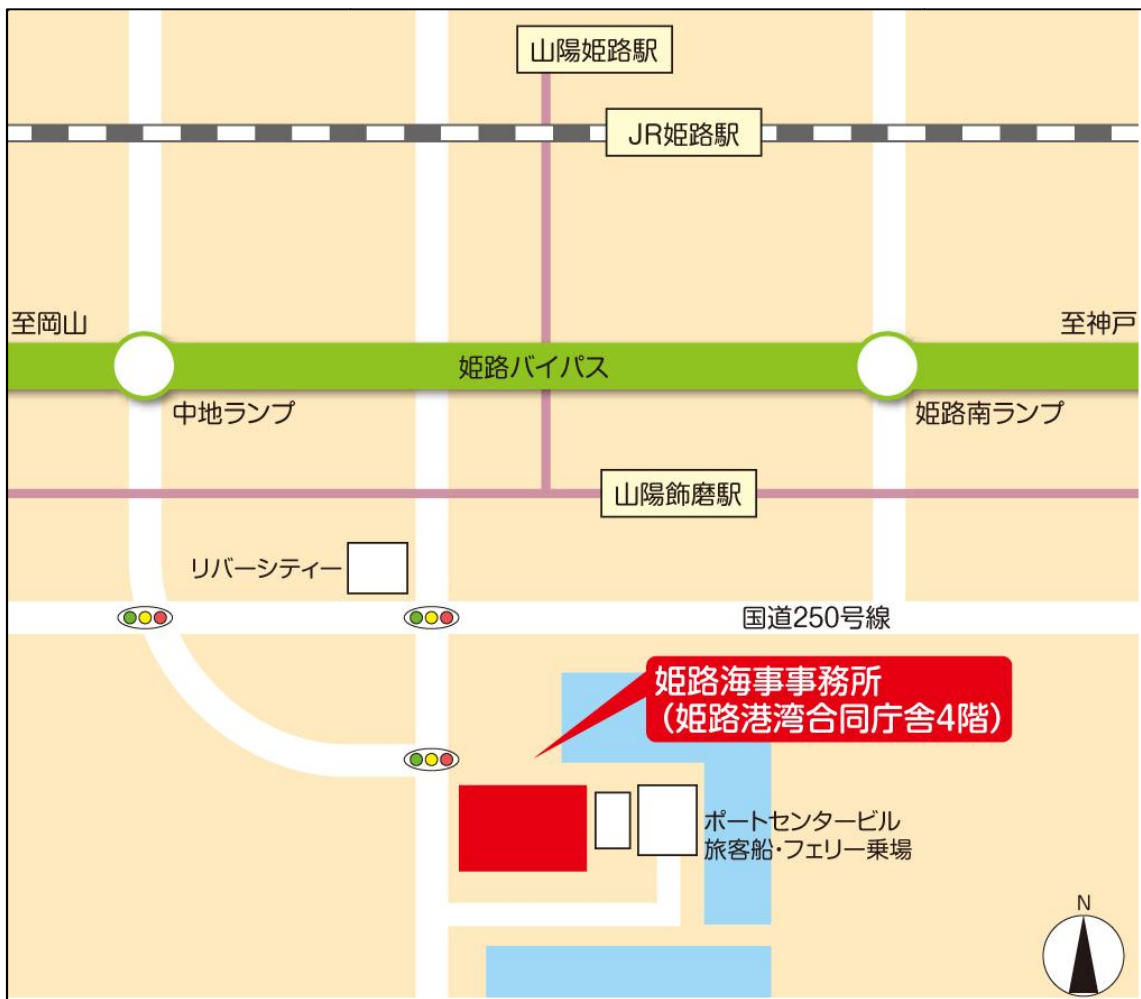 山陽姫路駅
JR姫路駅
至岡山
至神戸
姫路バイパス
中地ランプ
姫路南ランプ
山陽飾磨駅
リバーシティー
国道250号線
姫路海事事務所
（姫路港湾合同庁舎4階）
ポートセンタービル
旅客船・フェリー乗場
N